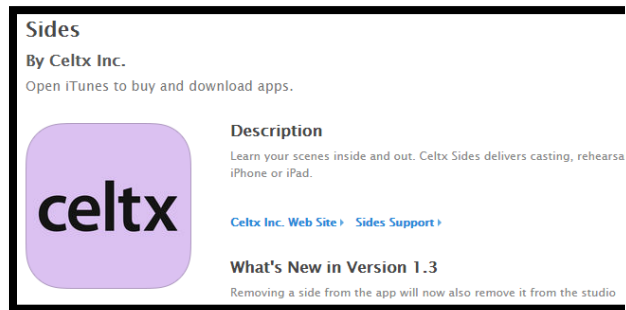 Sides
By Celtx Inc.
Open iTunes to buy and download apps.
celtx
Description
Learn your scenes inside and out. Celtx Sides delivers casting, rehearsa
iPhone or iPad.
Celtx Inc. Web Site Sides Support
What's New in Version 1.3
Removing a side from the app will now also remove it from the studio